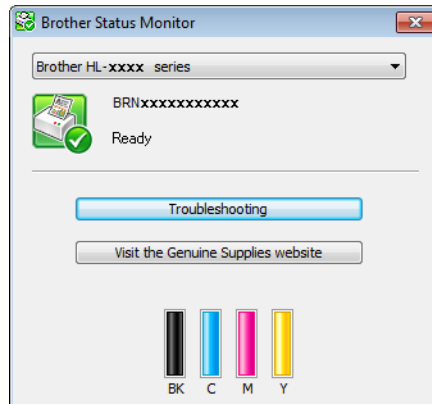 Brother Status Monitor
Brother HL-xxxx series
BRNxxxxxxxxxxx
Ready
Troubleshooting
Visit the Genuine Supplies website
BK C M Y